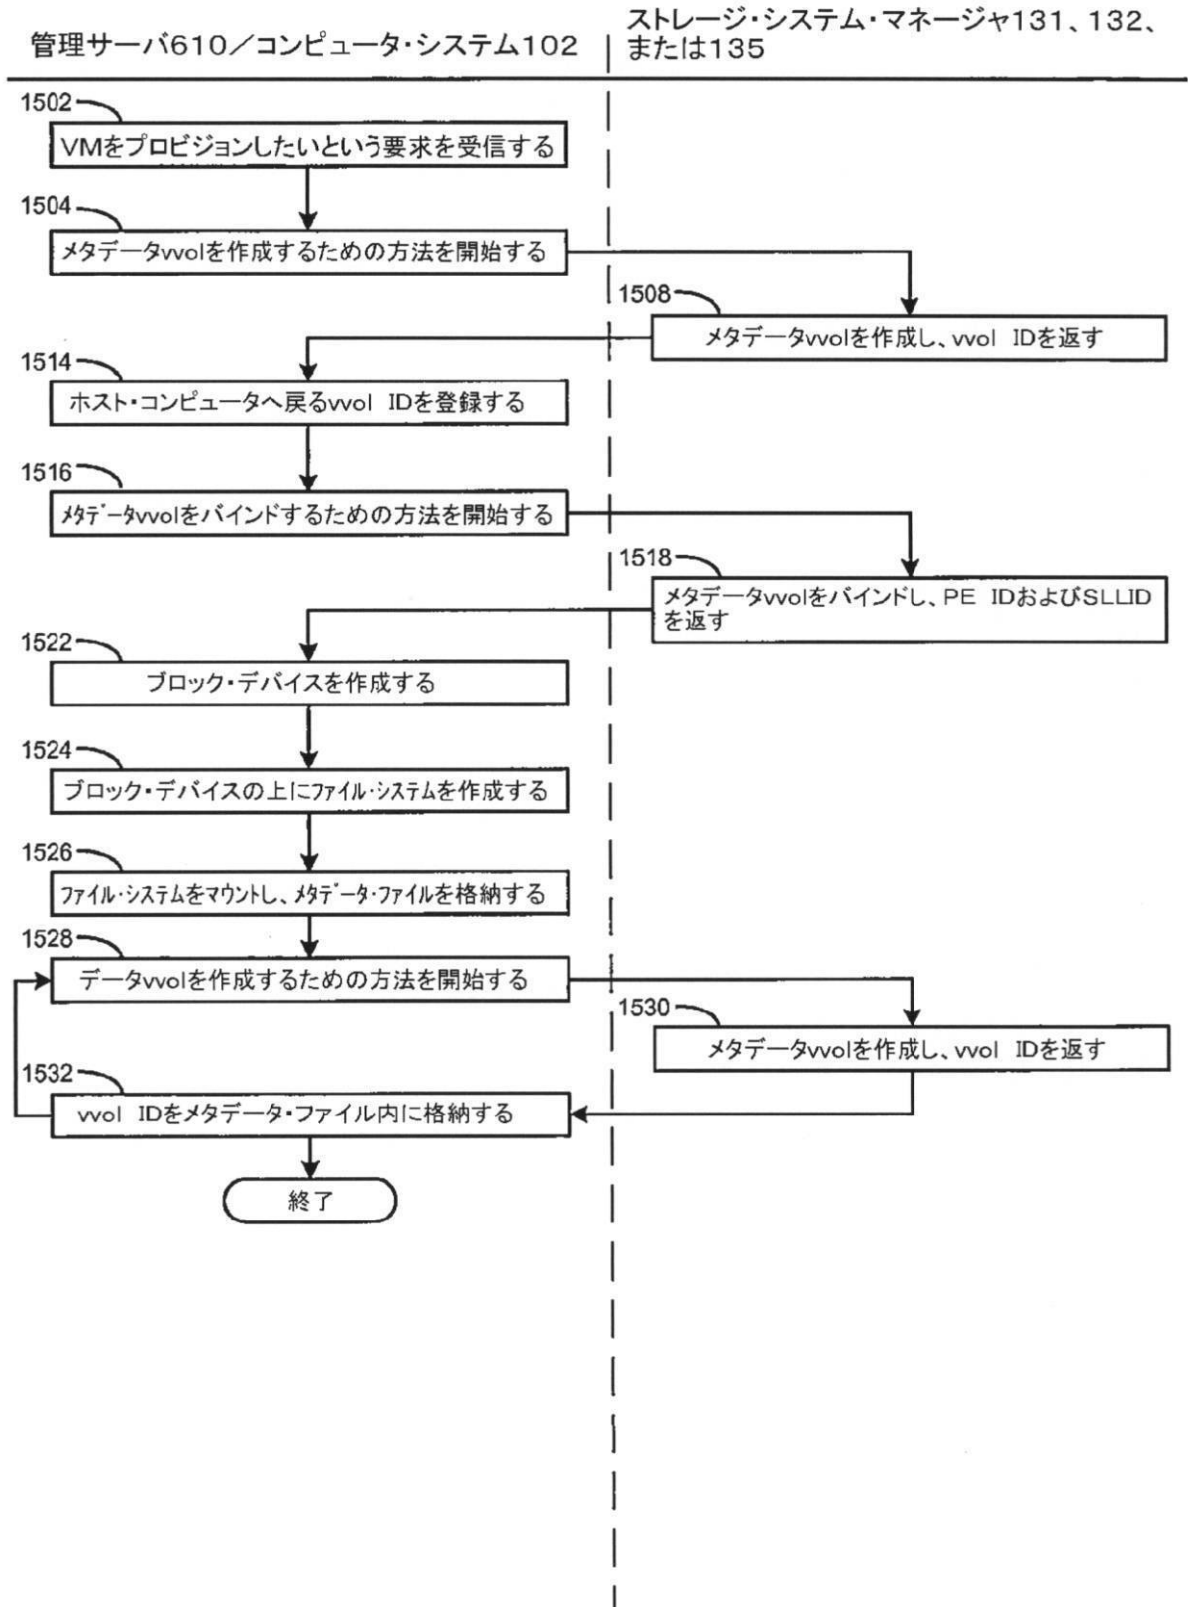 管理サーバ610／コンピュータ・システム102
ストレージ・システム・マネージャ131、132、
または135
1502
VMをプロビジョンしたいという要求を受信する
1504
メタデータvvolを作成するための方法を開始する
1508
メタデータvvolを作成し、vvol IDを返す
1514
ホスト・コンピュータへ戻るvvol IDを登録する
1516
メタデータvvolをバインドするための方法を開始する
1518
メタデータvvolをバインドし、PE IDおよびSLLID
を返す
1522
ブロック・デバイスを作成する
1524
ブロック・デバイスの上にファイル・システムを作成する
1526
ファイル・システムをマウントし、メタデータ・ファイルを格納する
1528
データvvolを作成するための方法を開始する
1530
メタデータvvolを作成し、vvol IDを返す
1532
vvol IDをメタデータ・ファイル内に格納する
終了